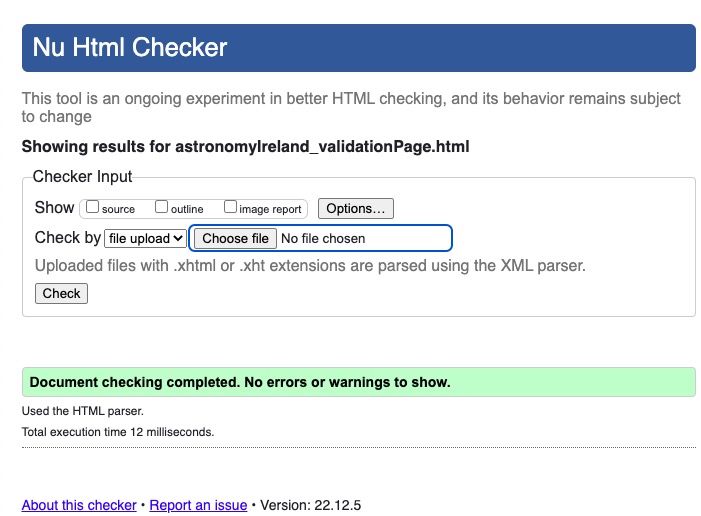 Nu Html Checker
This tool is an ongoing experiment in better HTML checking, and its behavior remains subject
to change
Showing results for astronomyIreland_validationPage.html
Checker Input
Show source outline image report Options...
Check by file upload Choose file No file chosen
Uploaded files with .xhtml or .xht extensions are parsed using the XML parser.
Check
Document checking completed. No errors or warnings to show.
Used the HTML parser.
Total execution time 12 milliseconds.
About this checker • Report an issue • Version: 22.12.5